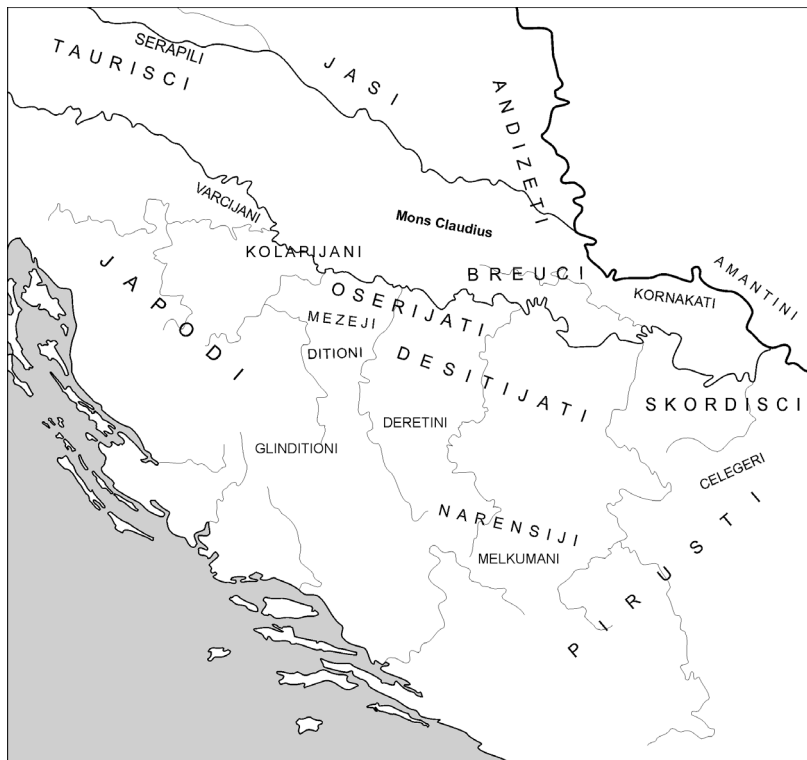 SERAPILI
TAURISCI
JASI
ANDIZETI
VARCIJANI
Mons Claudius
KOLARIJANI
BREUCI
AMANTINI
KORNAKATI
JAPODI
OSERIJATI
MEZEJI
DITIONI
DESITIJATI
SKORDISCI
DERETINI
GLINDITIONI
CELEGERI
NARENSIJI
MELKUMANI
PIRUSTI